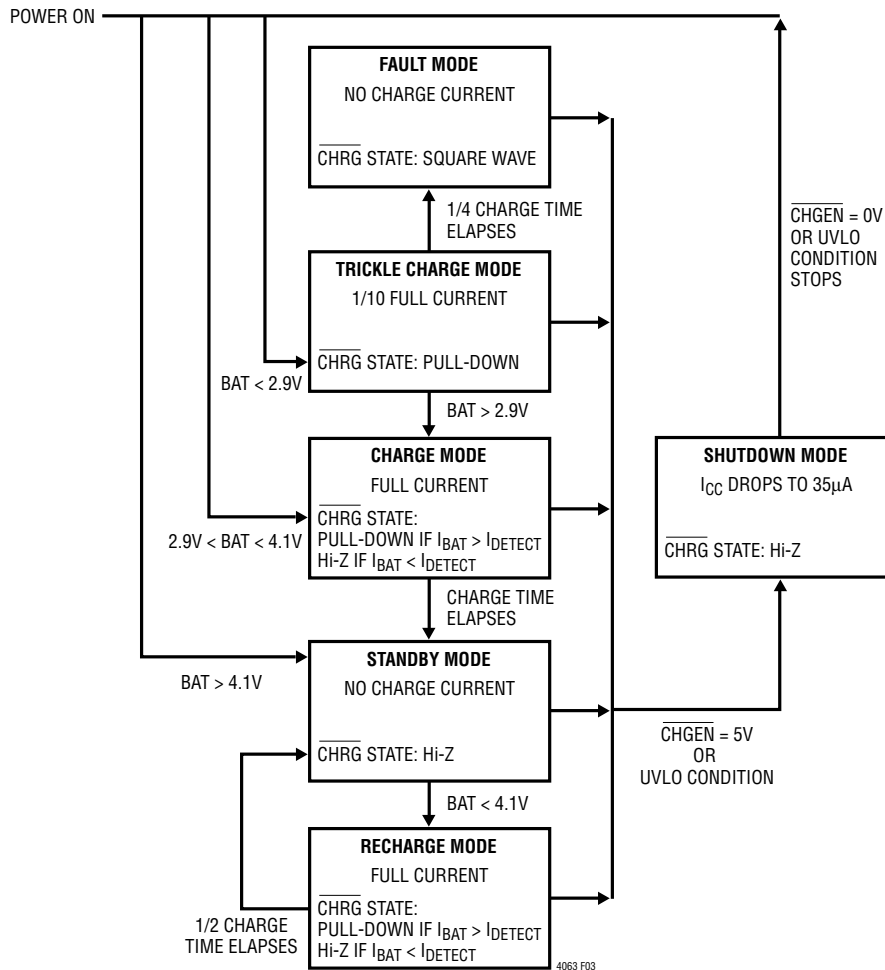 POWER ON
FAULT MODE
NO CHARGE CURRENT
CHRG STATE: SQUARE WAVE
1/4 CHARGE TIME
ELAPSES
CHGEN = 0V
OR UVLO
CONDITION
STOPS
TRICKLE CHARGE MODE
1/10 FULL CURRENT
CHRG STATE: PULL-DOWN
BAT < 2.9V
BAT > 2.9V
CHARGE MODE
FULL CURRENT
CHRG STATE:
PULL-DOWN IF IBAT > IDETECT
Hi-Z IF IBAT < IDETECT
2.9V < BAT < 4.1V
SHUTDOWN MODE
ICC DROPS TO 35µA
CHRG STATE: Hi-Z
CHARGE TIME
ELAPSES
STANDBY MODE
NO CHARGE CURRENT
CHRG STATE: Hi-Z
BAT > 4.1V
CHGEN = 5V
OR
UVLO CONDITION
BAT < 4.1V
RECHARGE MODE
FULL CURRENT
CHRG STATE:
PULL-DOWN IF IBAT > IDETECT
Hi-Z IF IBAT < IDETECT
1/2 CHARGE
TIME ELAPSES
4063 F03